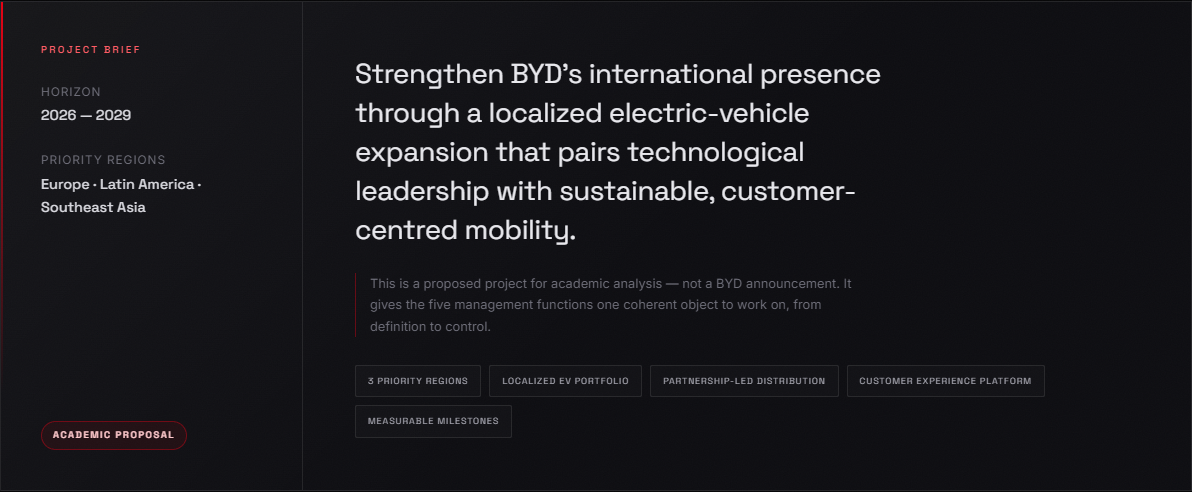 PROJECT BRIEF
HORIZON
2026 — 2029
PRIORITY REGIONS
Europe · Latin America ·
Southeast Asia
ACADEMIC PROPOSAL
Strengthen BYD’s international presence
through a localized electric-vehicle
expansion that pairs technological
leadership with sustainable, customer-
centred mobility.
This is a proposed project for academic analysis — not a BYD announcement. It
gives the five management functions one coherent object to work on, from
definition to control.
3 PRIORITY REGIONS
LOCALIZED EV PORTFOLIO
PARTNERSHIP-LED DISTRIBUTION
CUSTOMER EXPERIENCE PLATFORM
MEASURABLE MILESTONES